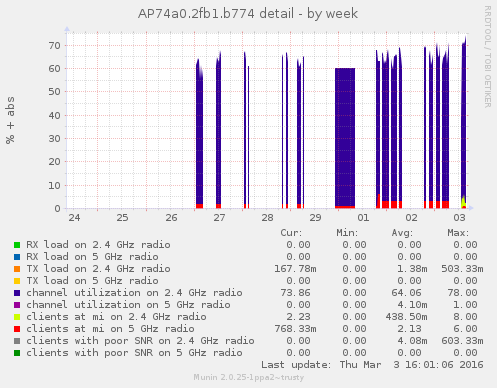 AP74a0.2fb1.b774 detail - by week
RRDTOOL / TOBI OETIKER
% + abs
70
60
50
40
30
20
10
0
24 25 26 27 28 29 01 02 03
Cur: Min: Avg: Max:
RX load on 2.4 GHz radio 0.00 0.00 0.00 0.00
RX load on 5 GHz radio 0.00 0.00 0.00 0.00
TX load on 2.4 GHz radio 167.78m 0.00 1.38m 503.33m
TX load on 5 GHz radio 0.00 0.00 0.00 0.00
channel utilization on 2.4 GHz radio 73.86 0.00 64.06 78.00
channel utilization on 5 GHz radio 0.00 0.00 4.10m 1.00
clients at mi on 2.4 GHz radio 2.23 0.00 438.50m 8.00
clients at mi on 5 GHz radio 768.33m 0.00 2.13 6.00
clients with poor SNR on 2.4 GHz radio 0.00 0.00 4.08m 603.33m
clients with poor SNR on 5 GHz radio 0.00 0.00 0.00 0.00
Last update: Thu Mar 3 16:01:06 2016
Munin 2.0.25-1ppa2~trusty